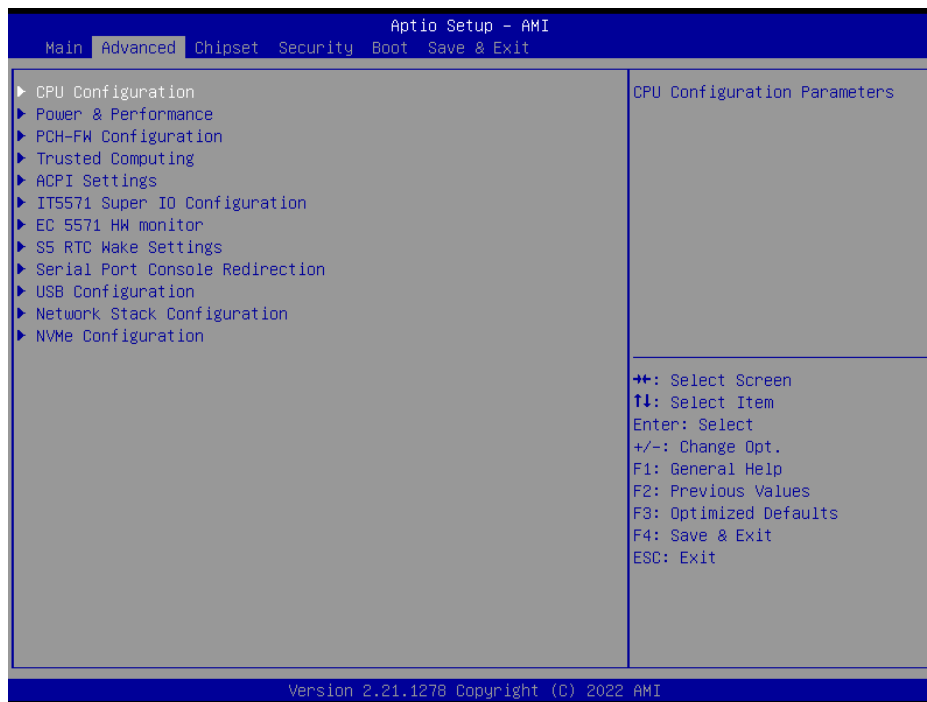 Aptio Setup – AMI
Main Advanced Chipset Security Boot Save & Exit
▶ CPU Configuration
▶ Power & Performance
▶ PCH-FW Configuration
▶ Trusted Computing
▶ ACPI Settings
▶ IT5571 Super IO Configuration
▶ EC 5571 HW monitor
▶ S5 RTC Wake Settings
▶ Serial Port Console Redirection
▶ USB Configuration
▶ Network Stack Configuration
▶ NVMe Configuration
CPU Configuration Parameters
→←: Select Screen
↑↓: Select Item
Enter: Select
+/-: Change Opt.
F1: General Help
F2: Previous Values
F3: Optimized Defaults
F4: Save & Exit
ESC: Exit
Version 2.21.1278 Copyright (C) 2022 AMI